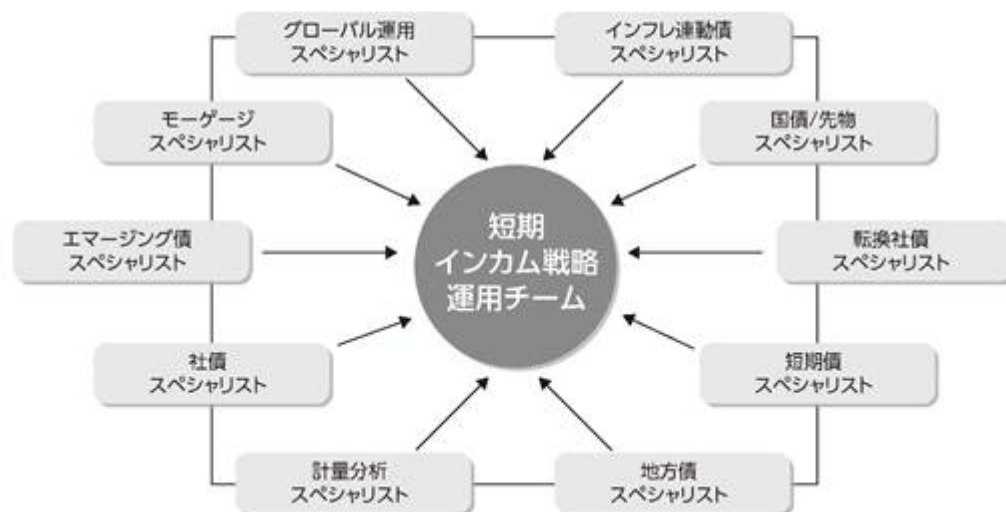 グローバル運用
スペシャリスト
インフレ連動債
スペシャリスト
モーゲージ
スペシャリスト
国債/先物
スペシャリスト
短期
インカム戦略
運用チーム
エマージング債
スペシャリスト
転換社債
スペシャリスト
社債
スペシャリスト
短期債
スペシャリスト
計量分析
スペシャリスト
地方債
スペシャリスト